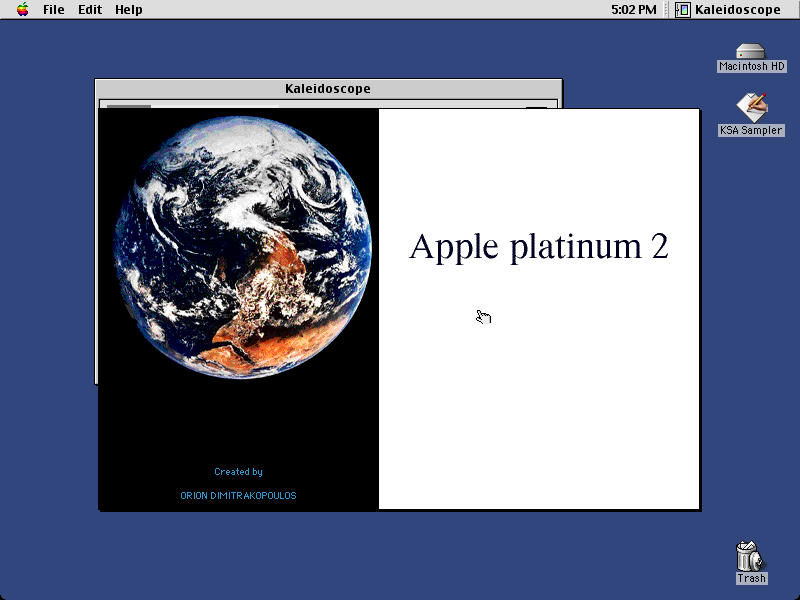 File Edit Help 5:02 PM Kaleidoscope
Macintosh HD
Kaleidoscope
KSA Sampler
Apple platinum 2
Created by
ORION DIMITRAKOPOULOS
Trash